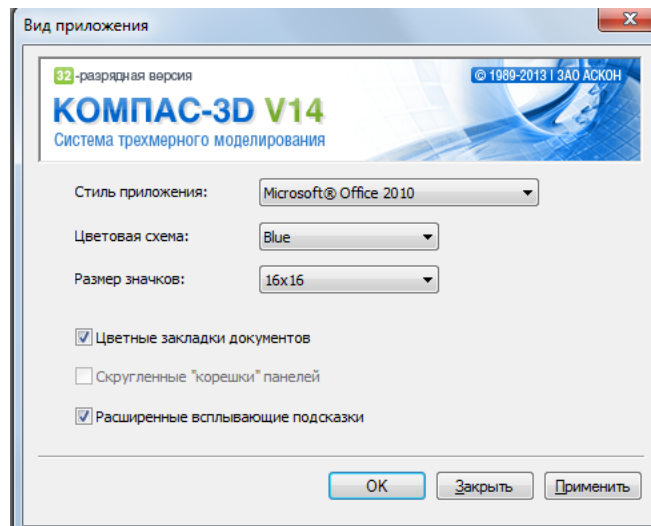 Вид приложения
32-разрядная версия
© 1989-2013 I ЗАО АСКОН
КОМПАС-3D V14
Система трехмерного моделирования
Стиль приложения: Microsoft® Office 2010
Цветовая схема: Blue
Размер значков: 16x16
Цветные закладки документов
Скругленные "корешки" панелей
Расширенные всплывающие подсказки
OK Закрыть Применить